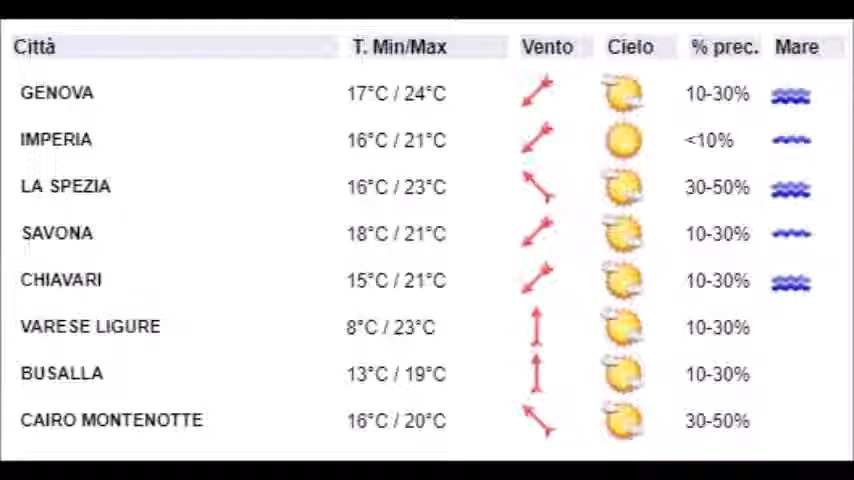 Città T. Min/Max Vento Cielo % prec. Mare
GENOVA 17°C / 24°C 10-30%
IMPERIA 16°C / 21°C <10%
LA SPEZIA 16°C / 23°C 30-50%
SAVONA 18°C / 21°C 10-30%
CHIAVARI 15°C / 21°C 10-30%
VARESE LIGURE 8°C / 23°C 10-30%
BUSALLA 13°C / 19°C 10-30%
CAIRO MONTENOTTE 16°C / 20°C 30-50%